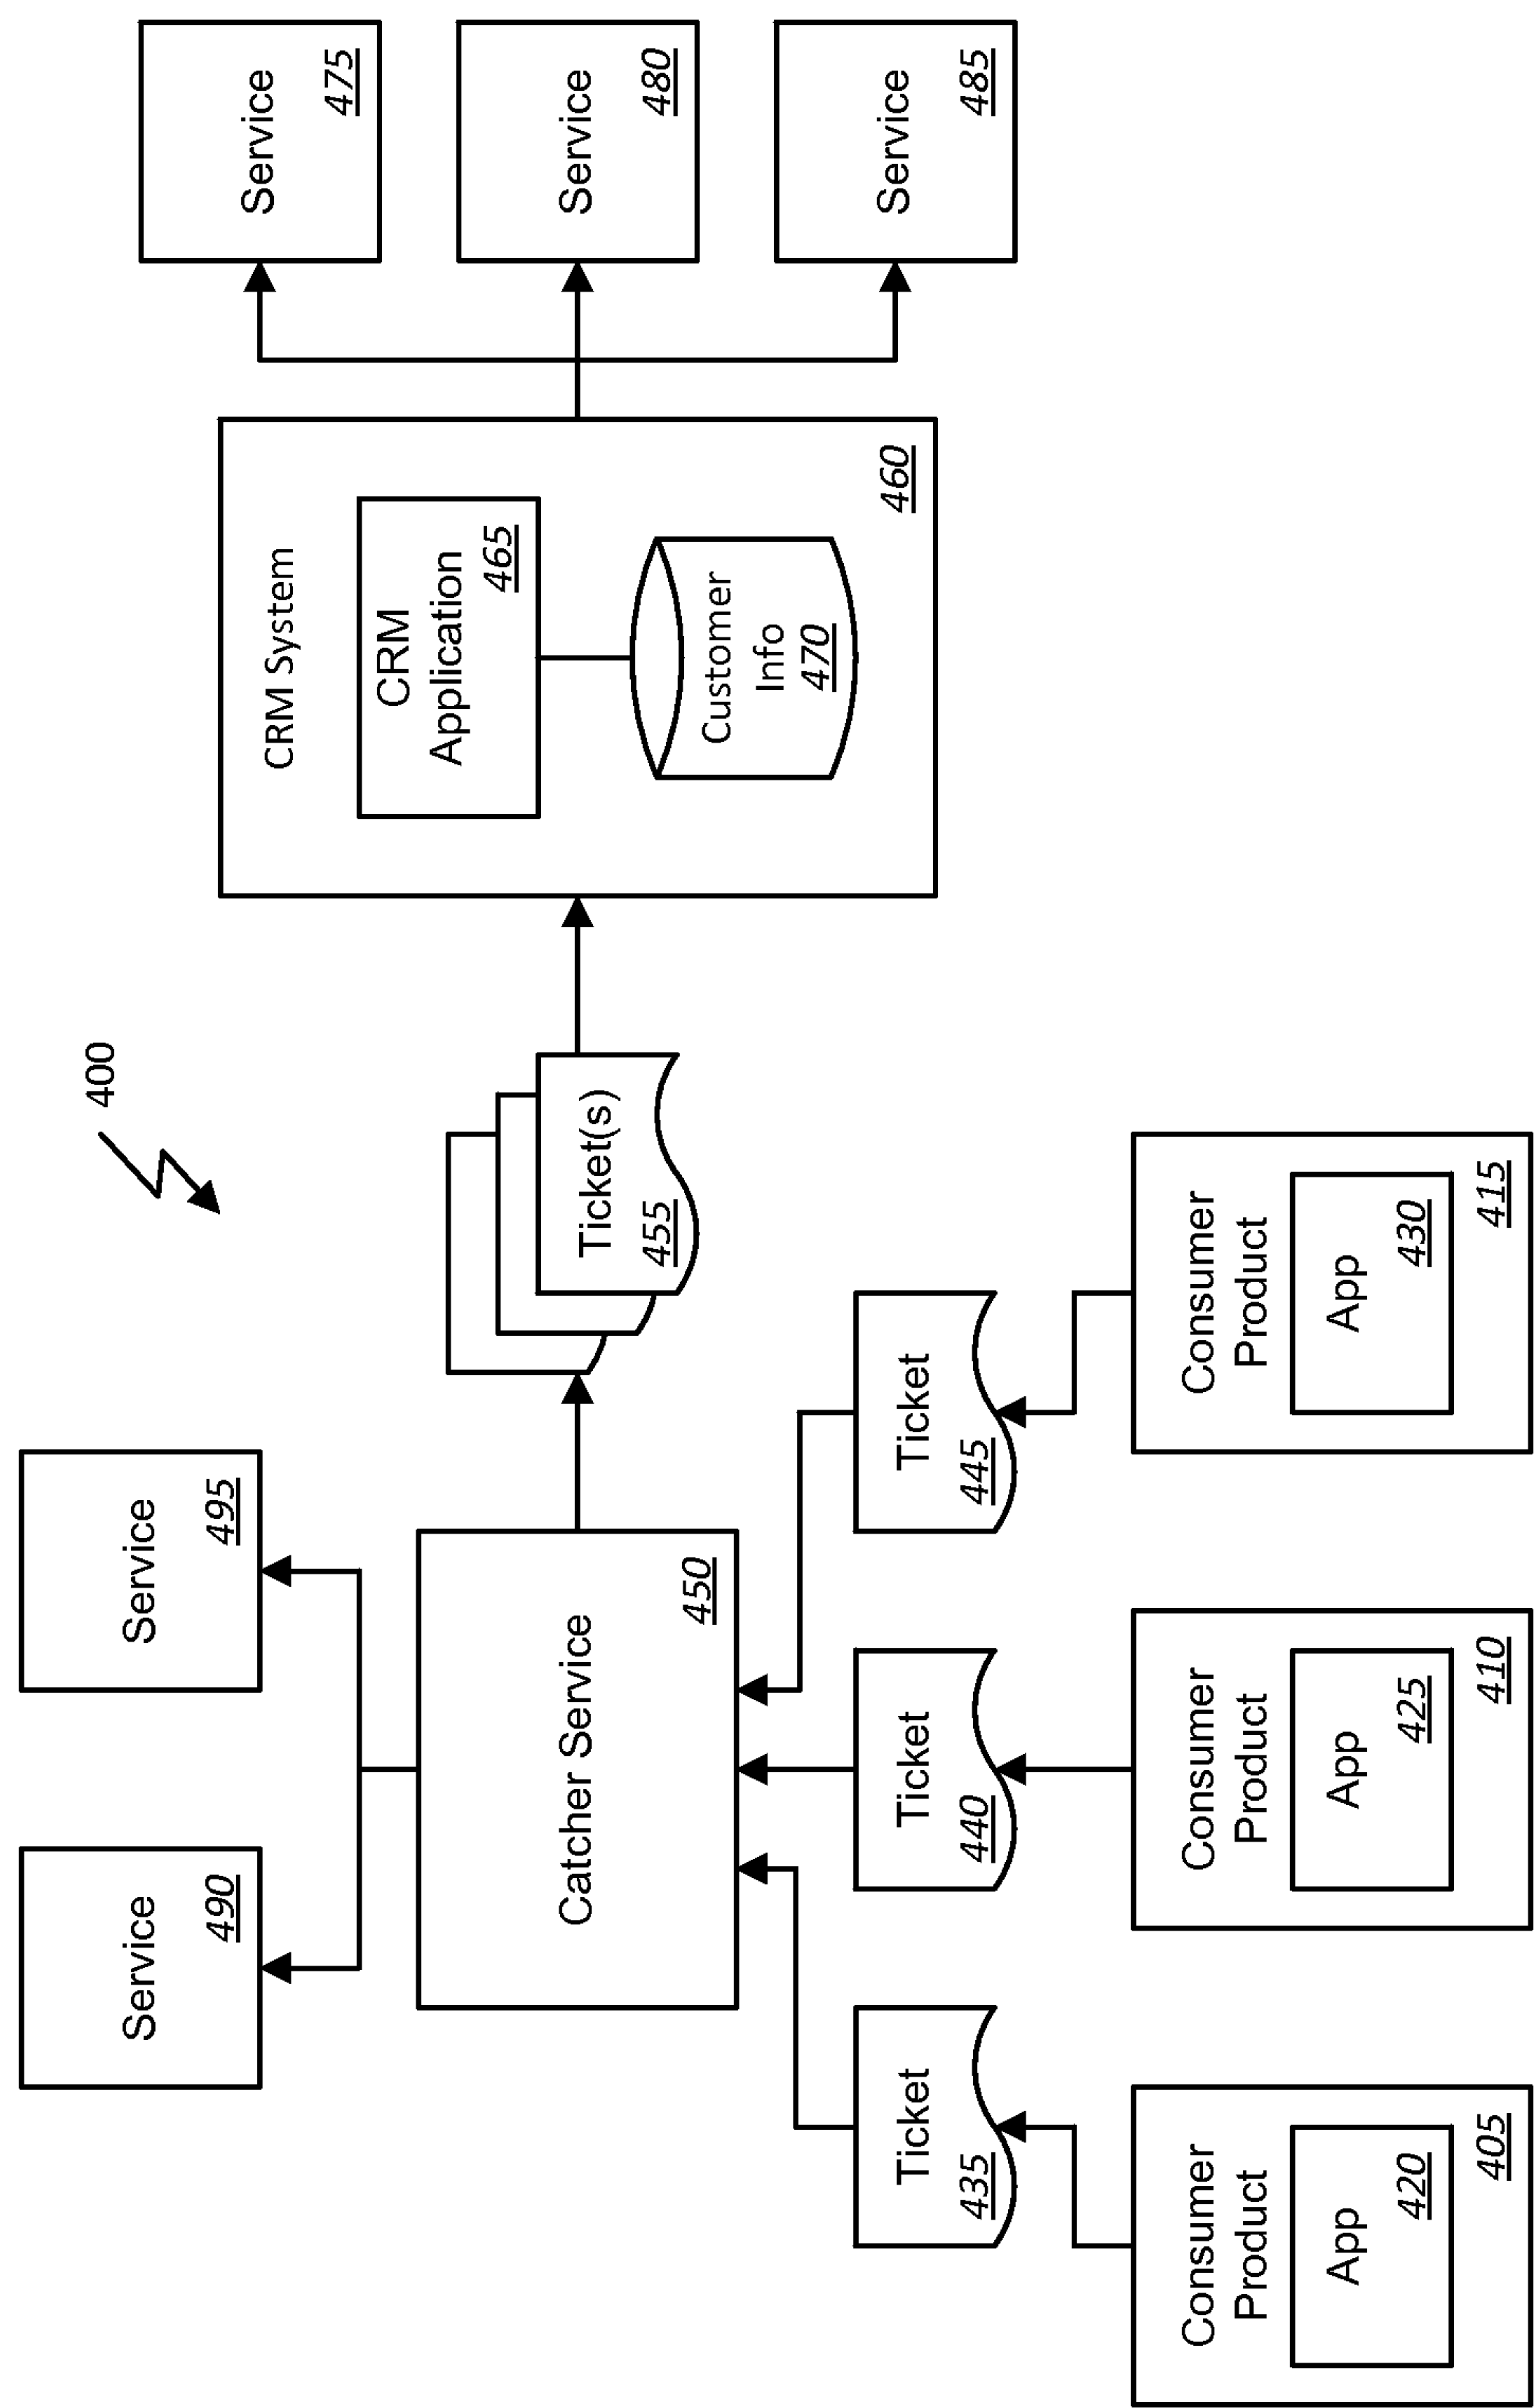 400
Service
490
Service
495
Catcher Service
450
Ticket(s)
455
CRM System
CRM
Application
465
Customer
Info
470
460
Service
475
Service
480
Service
485
Ticket
435
Ticket
440
Ticket
445
Consumer
Product
App
420
405
Consumer
Product
App
425
410
Consumer
Product
App
430
415